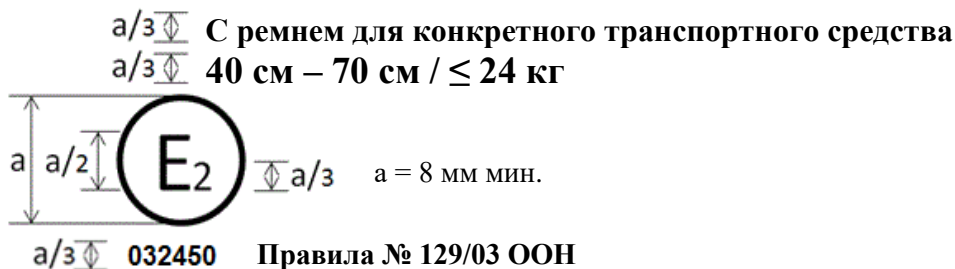 a/3 С ремнем для конкретного транспортного средства
a/3 40 см – 70 см / ≤ 24 кг
a a/2 E2 a/3 a = 8 мм мин.
a/3 032450 Правила № 129/03 ООН